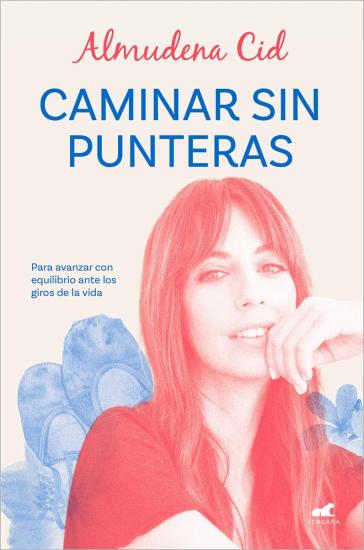 Almudena Cid
CAMINAR SIN
PUNTERAS
Para avanzar con
equilibrio ante los
giros de la vida
VERGARA